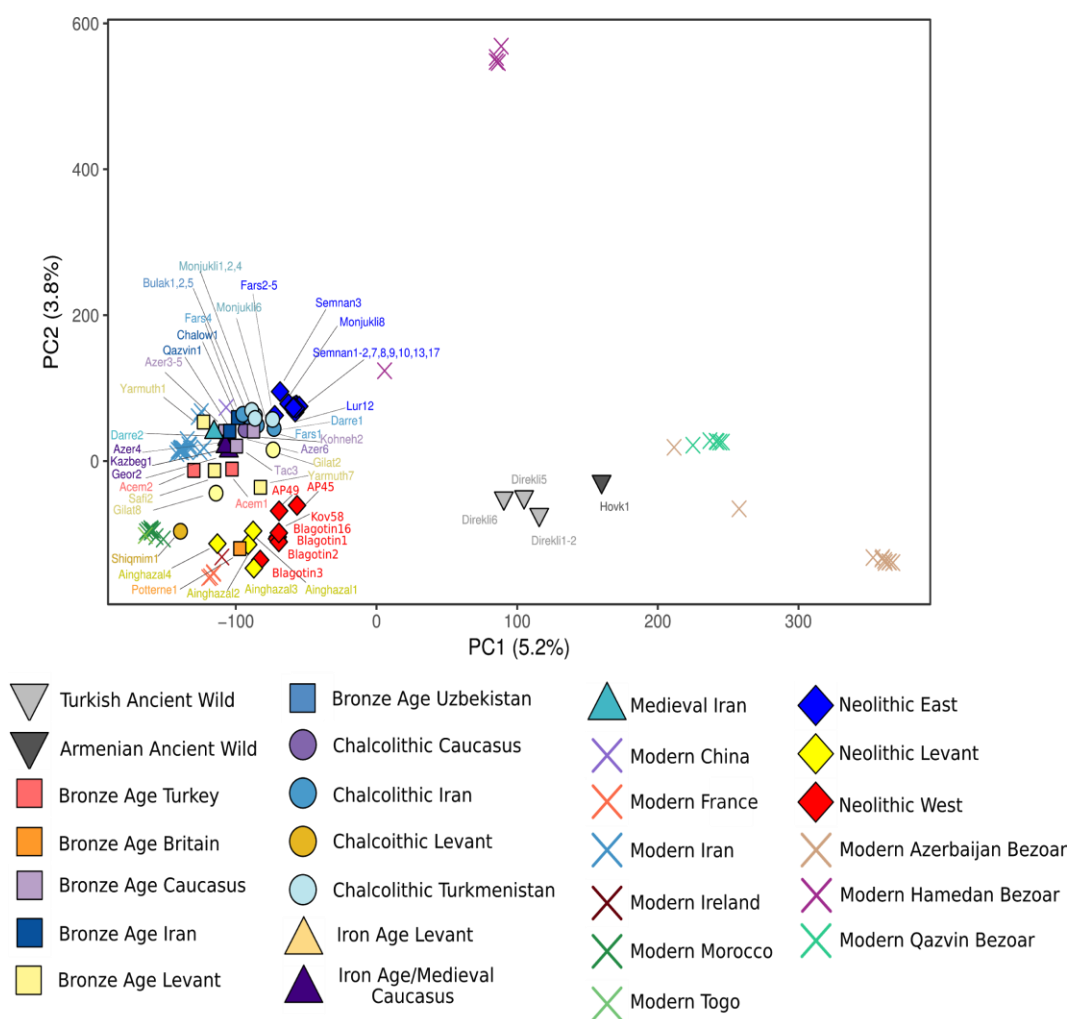 600
400
200
0
PC2 (3.8%)
Monjukli1,2,4
Bulak1,2,5
Fars2-5
Semnan3
Fars4
Monjukli6
Monjukli8
Chalow1
Qazvin1
Semnan1-2,7,8,9,10,13,17
Azer3-5
Yarmuth1
Lur12
Darre1
Darre2
Fars1
Kohneh2
Azer4
Azer6
Kazbeg1
Gilat2
Geor2
Tac3
Acem2
Yarmuth7
Safi2
Acem1
AP49
AP45
Gilat8
Kov58
Blagotin16
Blagotin1
Shiqmim1
Blagotin2
Ainghazal4
Blagotin3
Potterne1
Ainghazal2
Ainghazal3
Ainghazal1
Direkli5
Direkli6
Direkli1-2
Hovk1
−100
0
100
200
300
PC1 (5.2%)
Turkish Ancient Wild
Armenian Ancient Wild
Bronze Age Turkey
Bronze Age Britain
Bronze Age Caucasus
Bronze Age Iran
Bronze Age Levant
Bronze Age Uzbekistan
Chalcolithic Caucasus
Chalcolithic Iran
Chalcoithic Levant
Chalcolithic Turkmenistan
Iron Age Levant
Iron Age/Medieval
Caucasus
Medieval Iran
Modern China
Modern France
Modern Iran
Modern Ireland
Modern Morocco
Modern Togo
Neolithic East
Neolithic Levant
Neolithic West
Modern Azerbaijan Bezoar
Modern Hamedan Bezoar
Modern Qazvin Bezoar